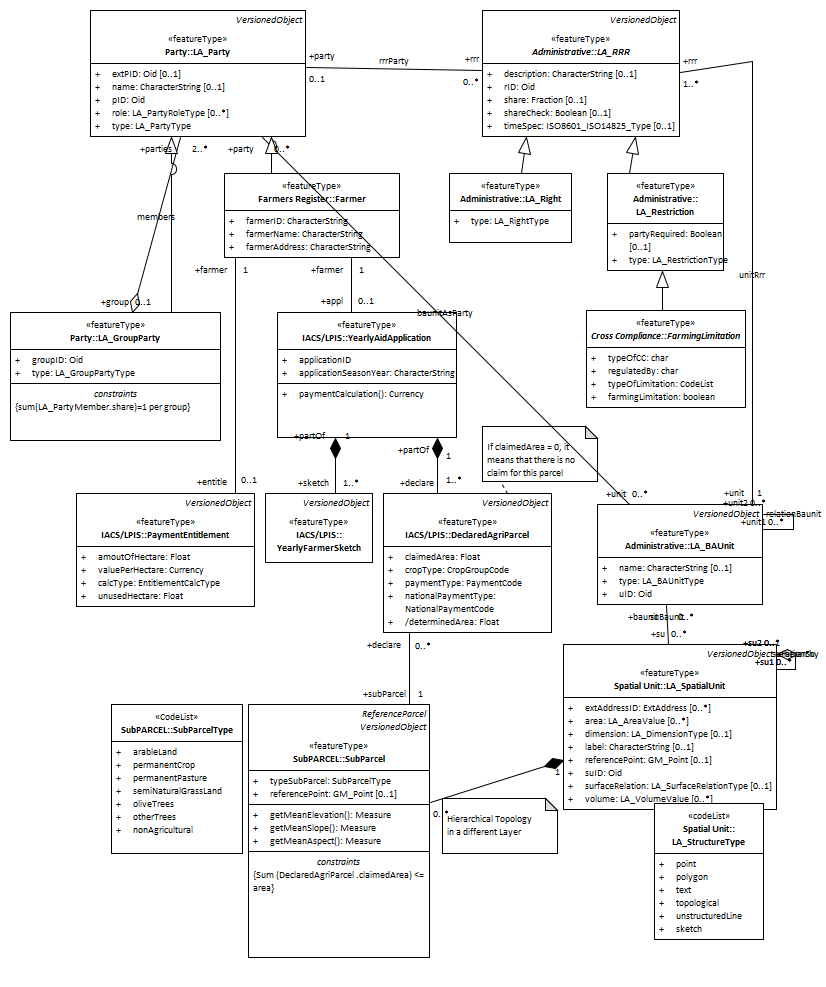 VersionedObject
«featureType»
Party::LA_Party
+ extPID: Oid [0..1]
+ name: CharacterString [0..1]
+ pID: Oid
+ role: LA_PartyRoleType [0..*]
+ type: LA_PartyType
+party
0..1
rrrParty
+rrr
0..*
VersionedObject
«featureType»
Administrative::LA_RRR
+ description: CharacterString [0..1]
+ rID: Oid
+ share: Fraction [0..1]
+ shareCheck: Boolean [0..1]
+ timeSpec: ISO8601_ISO14825_Type [0..1]
+rrr
1..*
+parties
2..*
+party
0..*
members
«featureType»
Farmers Register::Farmer
+ farmerID: CharacterString
+ farmerName: CharacterString
+ farmerAddress: CharacterString
«featureType»
Administrative::LA_Right
+ type: LA_RightType
«featureType»
Administrative::
LA_Restriction
+ partyRequired: Boolean
[0..1]
+ type: LA_RestrictionType
unitRrr
+farmer
1
+farmer
1
+group
0..1
+appl
0..1
baunitAsParty
«featureType»
Party::LA_GroupParty
+ groupID: Oid
+ type: LA_GroupPartyType
constraints
{sum(LA_PartyMember.share)=1 per group}
«featureType»
IACS/LPIS::YearlyAidApplication
+ applicationID
+ applicationSeasonYear: CharacterString
+ paymentCalculation(): Currency
«featureType»
Cross Compliance::FarmingLimitation
+ typeOfCC: char
+ regulatedBy: char
+ typeOfLimitation: CodeList
+ farmingLimitation: boolean
+partOf
1
+partOf
1
If claimedArea = 0, it
means that there is no
claim for this parcel
+entitle
0..1
+sketch
1..*
+declare
1..*
+unit
0..*
+unit
1
+unit2 0..*
relationBaunit
+unit1 0..*
VersionedObject
«featureType»
IACS/LPIS::PaymentEntitlement
+ amoutOfHectare: Float
+ valuePerHectare: Currency
+ calcType: EntitlementCalcType
+ unusedHectare: Float
VersionedObject
«featureType»
IACS/LPIS::
YearlyFarmerSketch
VersionedObject
«featureType»
IACS/LPIS::DeclaredAgriParcel
+ claimedArea: Float
+ cropType: CropGroupCode
+ paymentType: PaymentCode
+ nationalPaymentType:
NationalPaymentCode
+ /determinedArea: Float
VersionedObject
«featureType»
Administrative::LA_BAUnit
+ name: CharacterString [0..1]
+ type: LA_BAUnitType
+ uID: Oid
0..*
+su
0..*
+declare
0..*
+subParcel
1
+su2 0..1
+su1 0..*
VersionedObject
«featureType»
Spatial Unit::LA_SpatialUnit
+ extAddressID: ExtAddress [0..*]
+ area: LA_AreaValue [0..*]
+ dimension: LA_DimensionType [0..1]
+ label: CharacterString [0..1]
+ referencePoint: GM_Point [0..1]
+ suID: Oid
+ surfaceRelation: LA_SurfaceRelationType [0..1]
+ volume: LA_VolumeValue [0..*]
1
0..*
«CodeList»
SubPARCEL::SubParcelType
+ arableLand
+ permanentCrop
+ permanentPasture
+ semiNaturalGrassLand
+ oliveTrees
+ otherTrees
+ nonAgricultural
ReferenceParcel
VersionedObject
«featureType»
SubPARCEL::SubParcel
+ typeSubParcel: SubParcelType
+ referencePoint: GM_Point [0..1]
+ getMeanElevation(): Measure
+ getMeanSlope(): Measure
+ getMeanAspect(): Measure
constraints
{Sum (DeclaredAgriParcel .claimedArea) <=
area}
Hierarchical Topology
in a different Layer
«codeList»
Spatial Unit::
LA_StructureType
+ point
+ polygon
+ text
+ topological
+ unstructuredLine
+ sketch